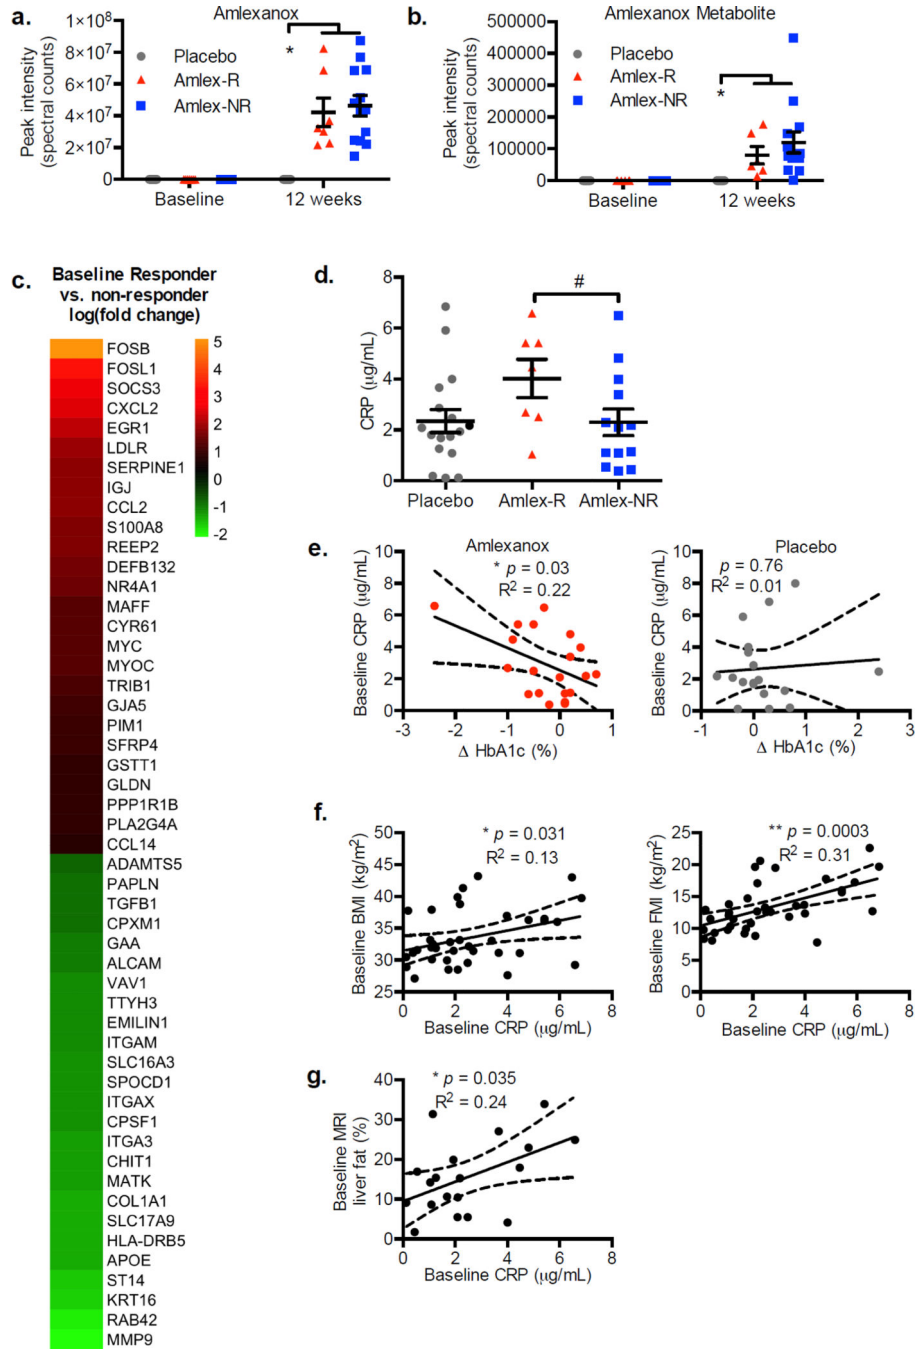 a.
Amlexanox
Peak intensity
(spectral counts)
1×10⁸
8×10⁷
6×10⁷
4×10⁷
2×10⁷
0
Placebo
Amlex-R
Amlex-NR
*
Baseline
12 weeks
b.
Amlexanox Metabolite
Peak intensity
(spectral counts)
500000
400000
300000
200000
100000
0
Placebo
Amlex-R
Amlex-NR
*
Baseline
12 weeks
c.
Baseline Responder
vs. non-responder
log(fold change)
5
4
3
2
1
0
-1
-2
FOSB
FOSL1
SOCS3
CXCL2
EGR1
LDLR
SERPINE1
IGJ
CCL2
S100A8
REEP2
DEFB132
NR4A1
MAFF
CYR61
MYC
MYOC
TRIB1
GJA5
PIM1
SFRP4
GSTT1
GLDN
PPP1R1B
PLA2G4A
CCL14
ADAMTS5
PAPLN
TGFB1
CPXM1
GAA
ALCAM
VAV1
TTYH3
EMILIN1
ITGAM
SLC16A3
SPOCD1
ITGAX
CPSF1
ITGA3
CHIT1
MATK
COL1A1
SLC17A9
HLA-DRB5
APOE
ST14
KRT16
RAB42
MMP9
d.
CRP (µg/mL)
8
6
4
2
0
#
Placebo
Amlex-R
Amlex-NR
e.
Amlexanox
* p = 0.03
R² = 0.22
Baseline CRP (µg/mL)
10
8
6
4
2
0
-3
-2
-1
0
1
Δ HbA1c (%)
Placebo
p = 0.76
R² = 0.01
Baseline CRP (µg/mL)
10
8
6
4
2
0
-1
0
1
2
3
Δ HbA1c (%)
f.
* p = 0.031
R² = 0.13
Baseline BMI (kg/m²)
50
45
40
35
30
25
0
2
4
6
8
Baseline CRP (µg/mL)
** p = 0.0003
R² = 0.31
Baseline FMI (kg/m²)
25
20
15
10
5
0
0
2
4
6
8
Baseline CRP (µg/mL)
g.
* p = 0.035
R² = 0.24
Baseline MRI
liver fat (%)
40
30
20
10
0
0
2
4
6
8
Baseline CRP (µg/mL)